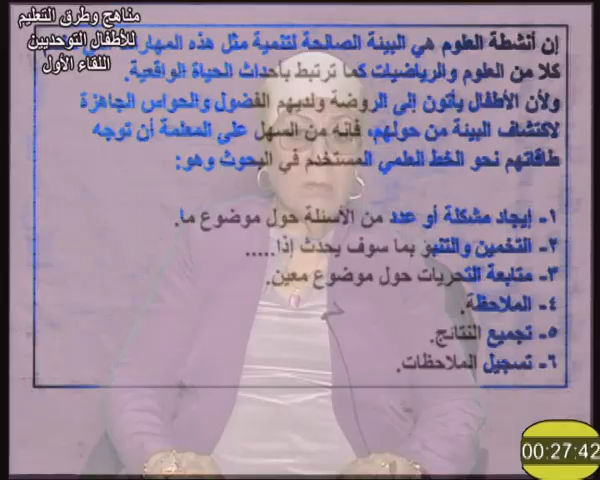 مناهج وطرق التعليم
للأطفال التوحديين
اللقاء الأول
إن أنشطة العلوم هي البيئة الصالحة لتنمية مثل هذه المهارات
كلا من العلوم والرياضيات كما ترتبط بأحداث الحياة الواقعية.
ولأن الأطفال يأتون إلى الروضة ولديهم الفضول والحواس الجاهزة
لاكتشاف البيئة من حولهم، فإنه من السهل على المعلمة أن توجه
طاقاتهم نحو الخط العلمي المستخدم في البحوث وهو:
١- إيجاد مشكلة أو عدد من الأسئلة حول موضوع ما.
٢- التخمين والتنبؤ بما سوف يحدث إذا.....
٣- متابعة التحريات حول موضوع معين.
٤- الملاحظة.
٥- تجميع النتائج.
٦- تسجيل الملاحظات.
00:27:42